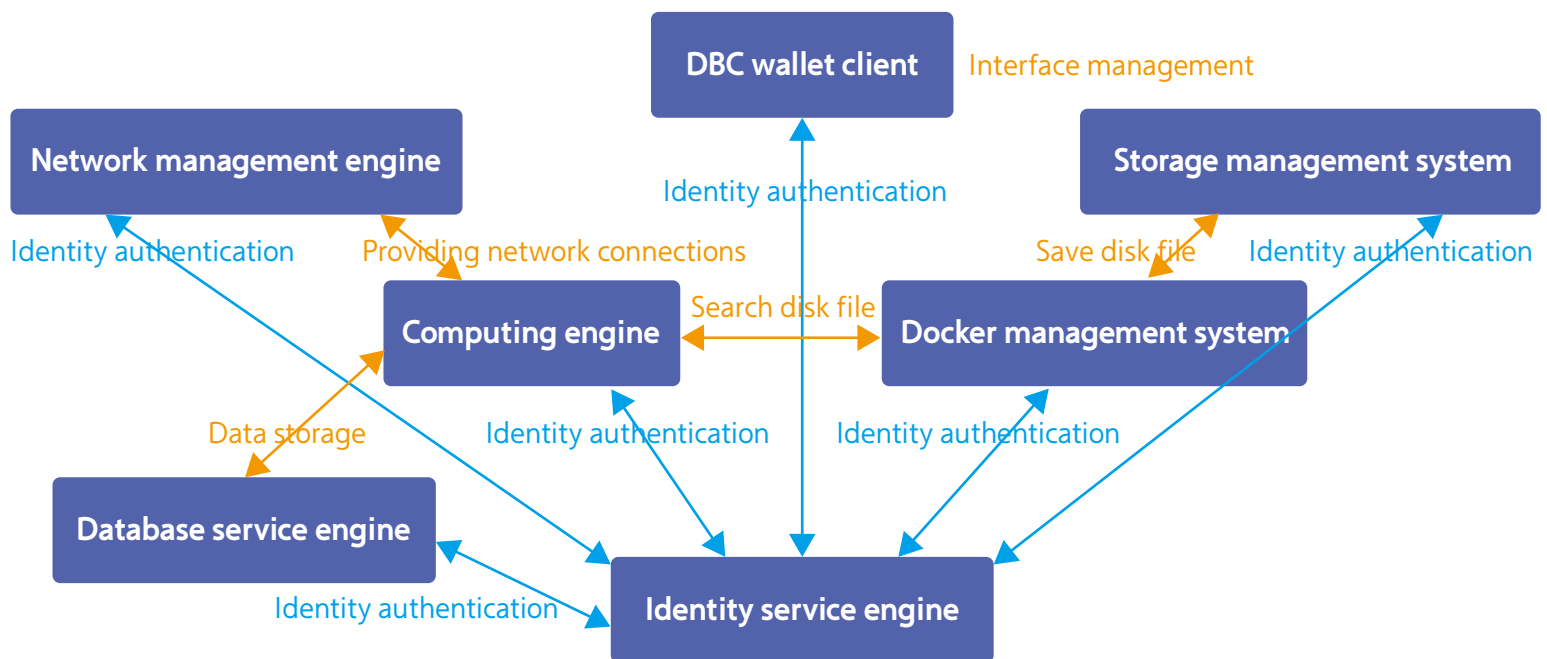 DBC wallet client
Interface management
Network management engine
Storage management system
Identity authentication
Identity authentication
Providing network connections
Save disk file
Identity authentication
Search disk file
Computing engine
Docker management system
Data storage
Identity authentication
Identity authentication
Database service engine
Identity authentication
Identity service engine